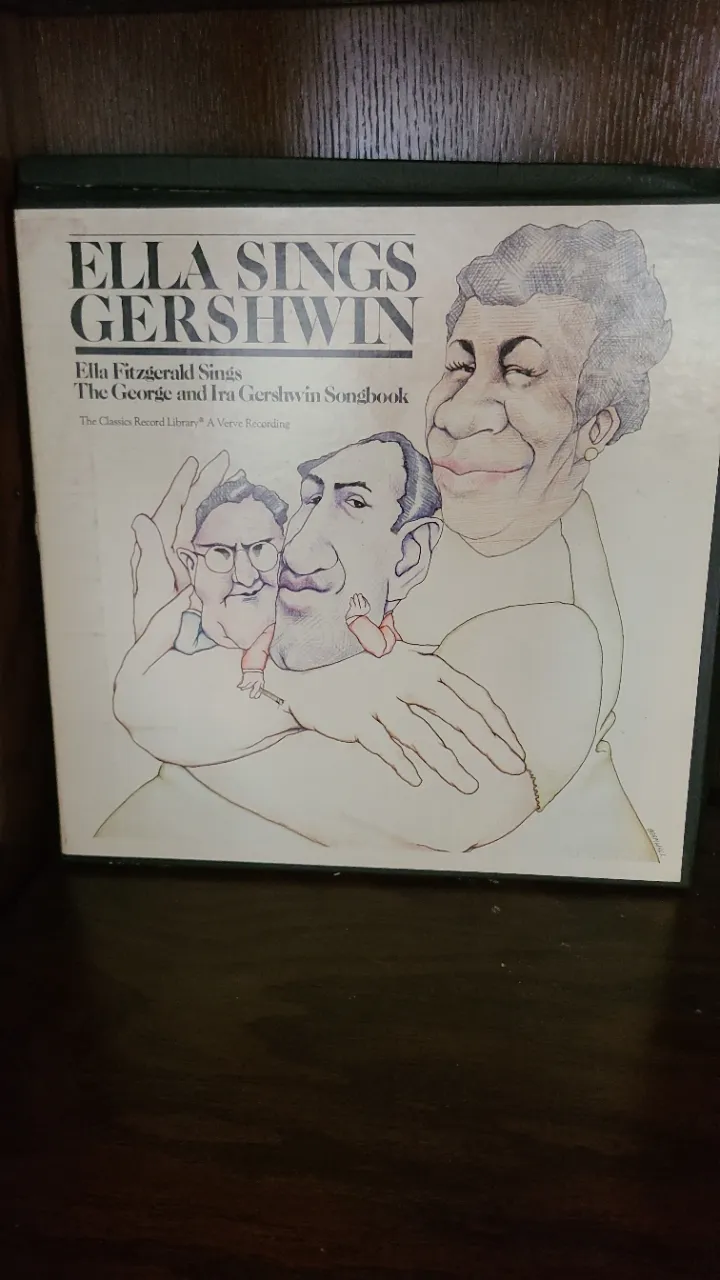 ELLA SINGS
GERSHWIN
Ella Fitzgerald Sings
The George and Ira Gershwin Songbook
The Classics Record Library® A Verve Recording